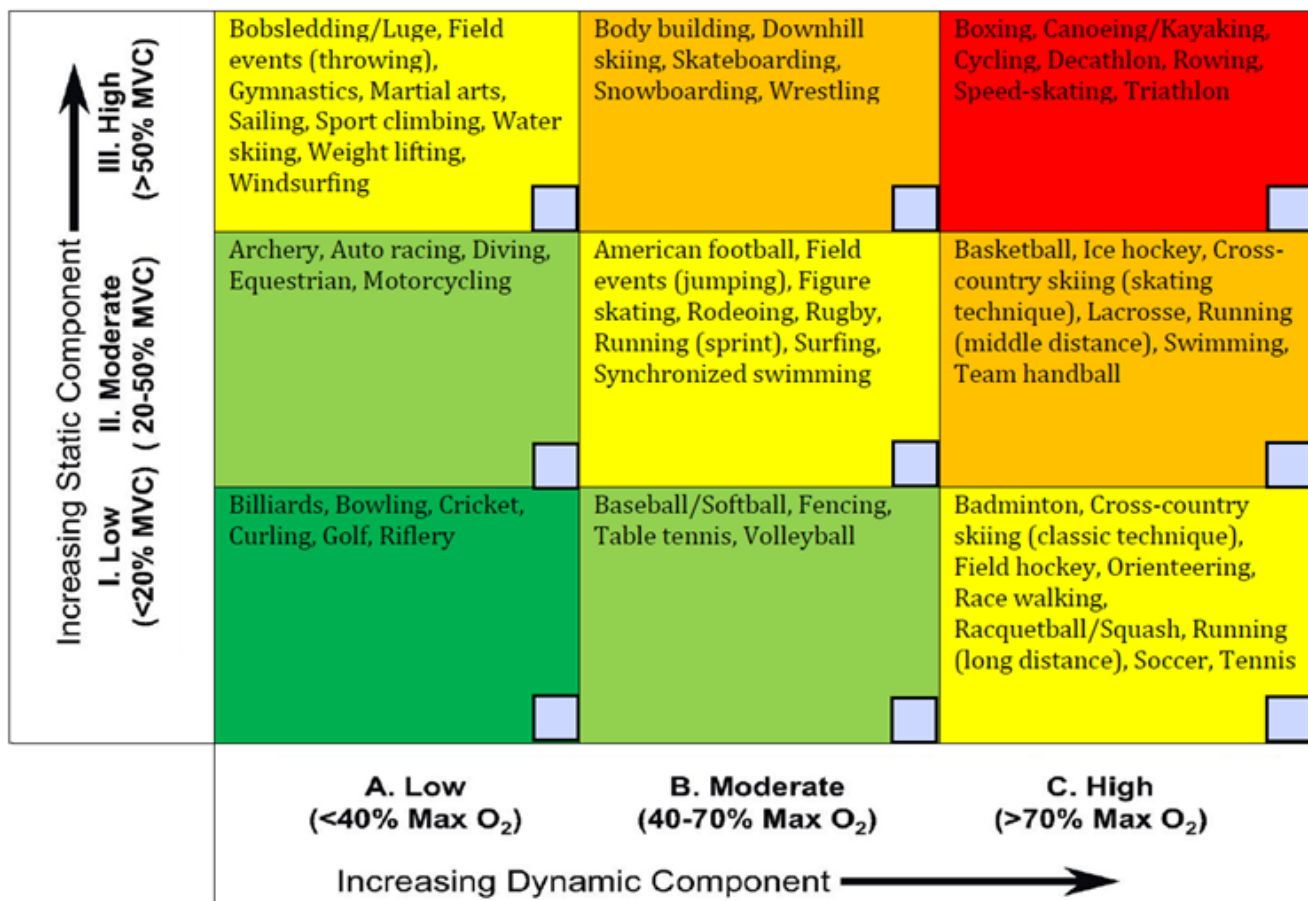 Increasing Static Component
III. High
(>50% MVC)
Bobsledding/Luge, Field
events (throwing),
Gymnastics, Martial arts,
Sailing, Sport climbing, Water
skiing, Weight lifting,
Windsurfing
Body building, Downhill
skiing, Skateboarding,
Snowboarding, Wrestling
Boxing, Canoeing/Kayaking,
Cycling, Decathlon, Rowing,
Speed-skating, Triathlon
II. Moderate
( 20-50% MVC)
Archery, Auto racing, Diving,
Equestrian, Motorcycling
American football, Field
events (jumping), Figure
skating, Rodeoing, Rugby,
Running (sprint), Surfing,
Synchronized swimming
Basketball, Ice hockey, Cross-
country skiing (skating
technique), Lacrosse, Running
(middle distance), Swimming,
Team handball
I. Low
(<20% MVC)
Billiards, Bowling, Cricket,
Curling, Golf, Riflery
Baseball/Softball, Fencing,
Table tennis, Volleyball
Badminton, Cross-country
skiing (classic technique),
Field hockey, Orienteering,
Race walking,
Racquetball/Squash, Running
(long distance), Soccer, Tennis
A. Low
(<40% Max O₂)
B. Moderate
(40-70% Max O₂)
C. High
(>70% Max O₂)
Increasing Dynamic Component